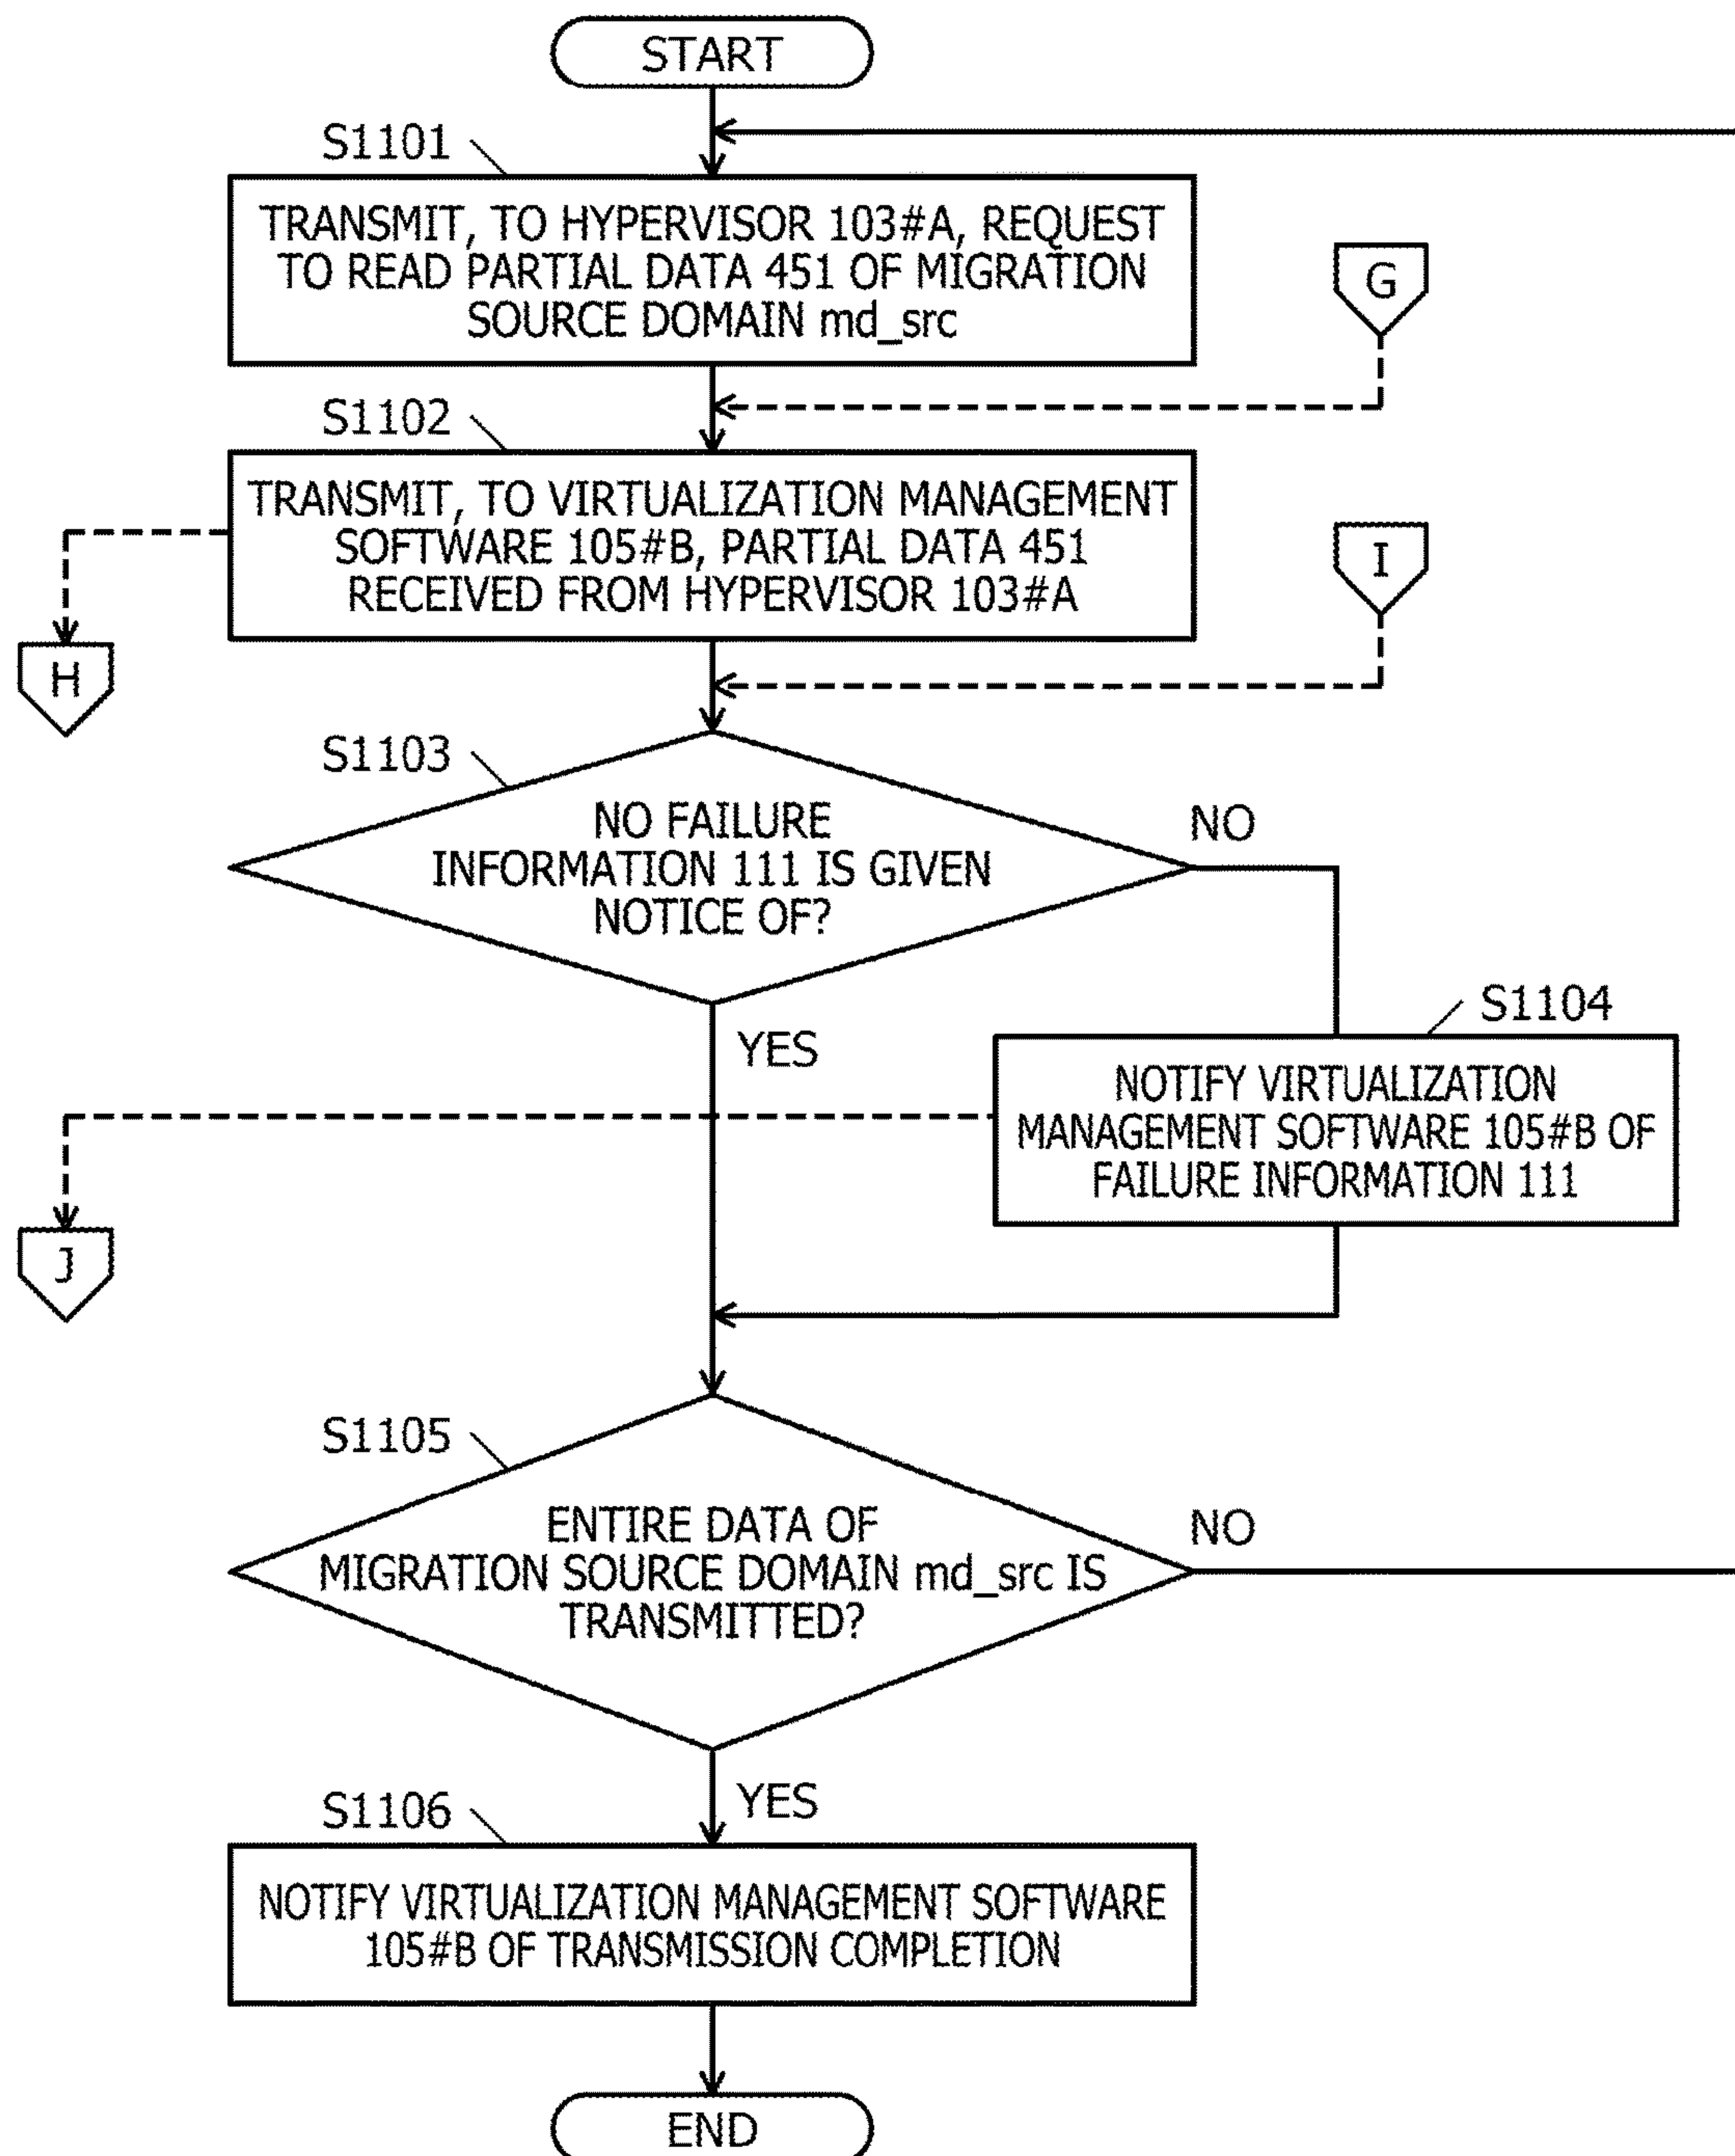 START
S1101
TRANSMIT, TO HYPERVISOR 103#A, REQUEST
TO READ PARTIAL DATA 451 OF MIGRATION
SOURCE DOMAIN md_src
G
S1102
TRANSMIT, TO VIRTUALIZATION MANAGEMENT
SOFTWARE 105#B, PARTIAL DATA 451
RECEIVED FROM HYPERVISOR 103#A
I
H
S1103
NO FAILURE
INFORMATION 111 IS GIVEN
NOTICE OF?
NO
YES
S1104
NOTIFY VIRTUALIZATION
MANAGEMENT SOFTWARE 105#B OF
FAILURE INFORMATION 111
J
S1105
ENTIRE DATA OF
MIGRATION SOURCE DOMAIN md_src IS
TRANSMITTED?
NO
YES
S1106
NOTIFY VIRTUALIZATION MANAGEMENT SOFTWARE
105#B OF TRANSMISSION COMPLETION
END